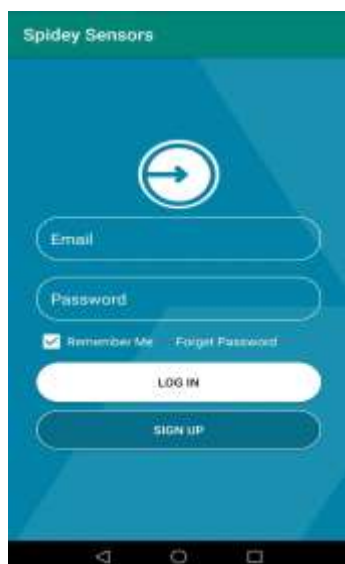 Spidey Sensors
Email
Password
Remember Me Forget Password
LOG IN
SIGN UP